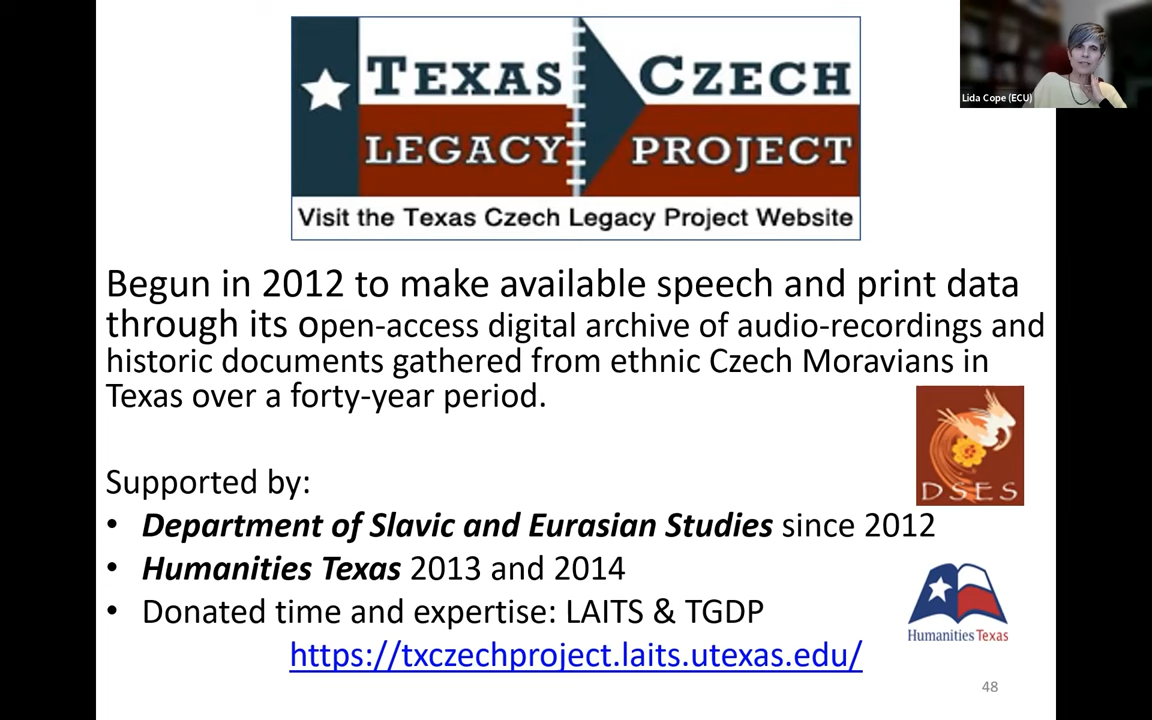 TEXAS CZECH
LEGACY PROJECT
Visit the Texas Czech Legacy Project Website
Lida Cope (ECU)
Begun in 2012 to make available speech and print data
through its open-access digital archive of audio-recordings and
historic documents gathered from ethnic Czech Moravians in
Texas over a forty-year period.
DSES
Supported by:
• Department of Slavic and Eurasian Studies since 2012
• Humanities Texas 2013 and 2014
• Donated time and expertise: LAITS & TGDP
Humanities Texas
https://txczechproject.laits.utexas.edu/
48